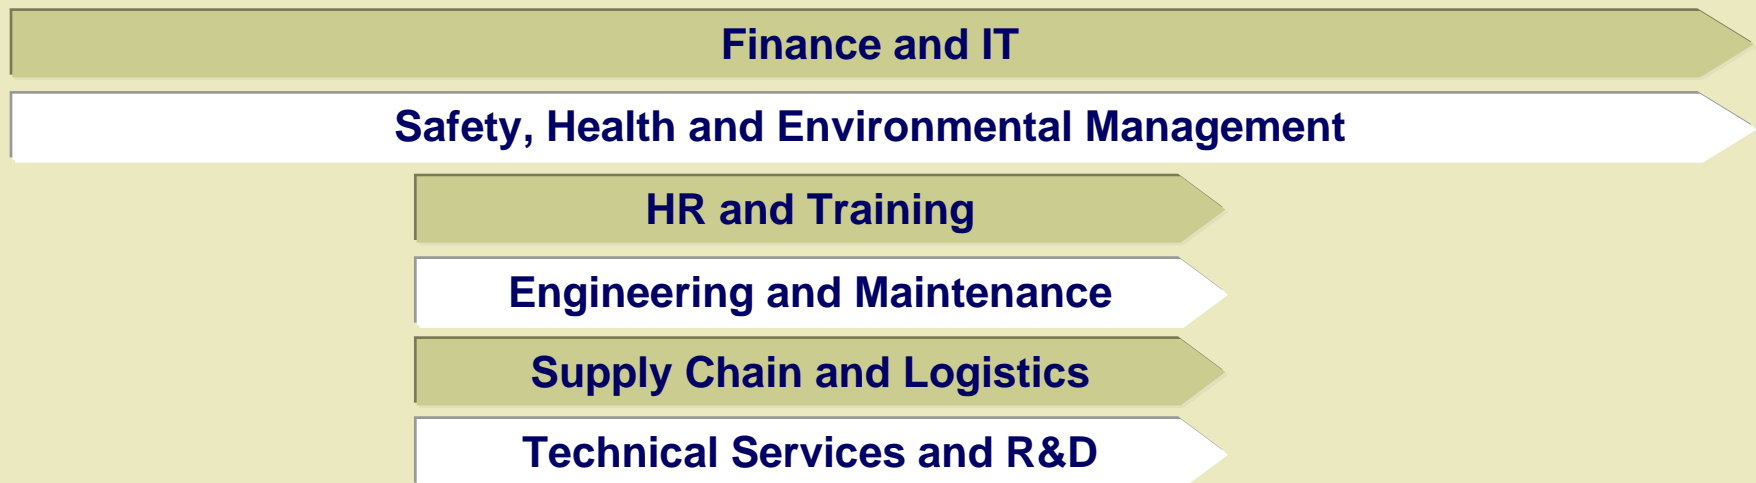 Finance and IT
Safety, Health and Environmental Management
HR and Training
Engineering and Maintenance
Supply Chain and Logistics
Technical Services and R&D